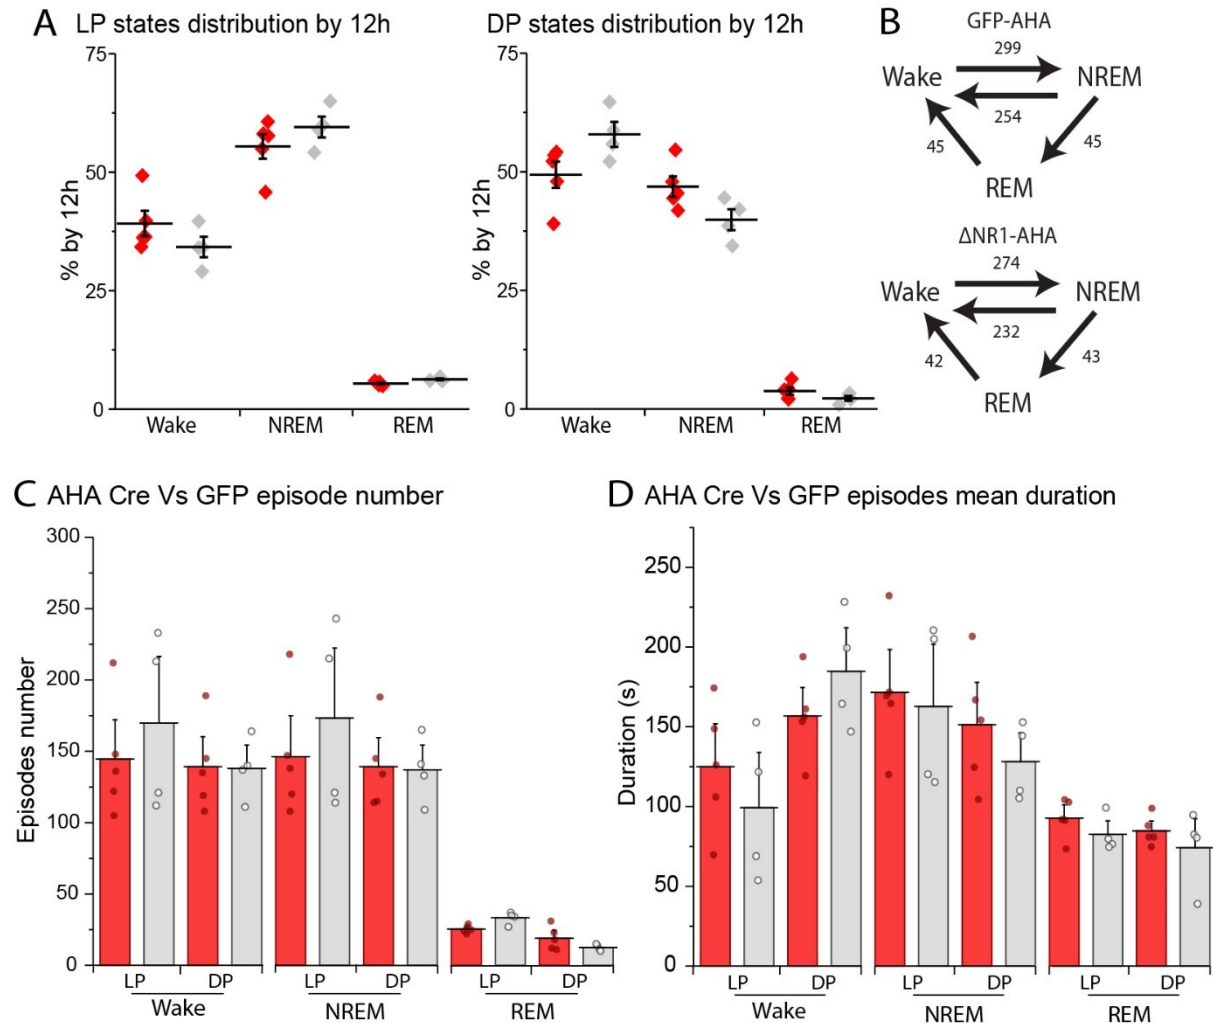 A LP states distribution by 12h
% by 12h
75
50
25
0
Wake NREM REM
DP states distribution by 12h
% by 12h
75
50
25
0
Wake NREM REM
B
GFP-AHA
299
Wake NREM
254
45 45
REM
ΔNR1-AHA
274
Wake NREM
232
42 43
REM
C AHA Cre Vs GFP episode number
Episodes number
300
250
200
150
100
50
0
LP DP LP DP LP DP
Wake NREM REM
D AHA Cre Vs GFP episodes mean duration
Duration (s)
250
200
150
100
50
0
LP DP LP DP LP DP
Wake NREM REM